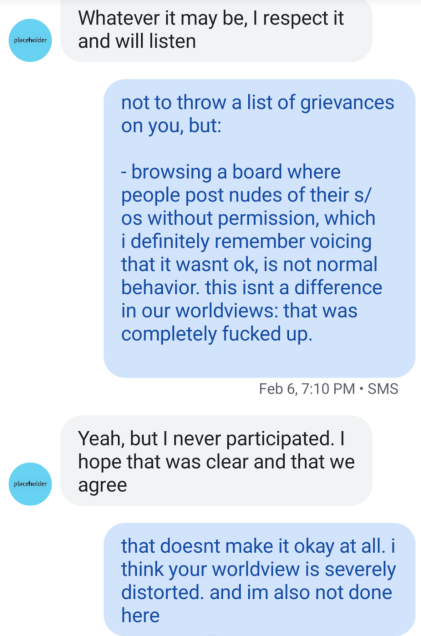 Whatever it may be, I respect it
and will listen
placeholder
not to throw a list of grievances
on you, but:
- browsing a board where
people post nudes of their s/
os without permission, which
i definitely remember voicing
that it wasnt ok, is not normal
behavior. this isnt a difference
in our worldviews: that was
completely fucked up.
Feb 6, 7:10 PM • SMS
Yeah, but I never participated. I
hope that was clear and that we
agree
placeholder
that doesnt make it okay at all. i
think your worldview is severely
distorted. and im also not done
here